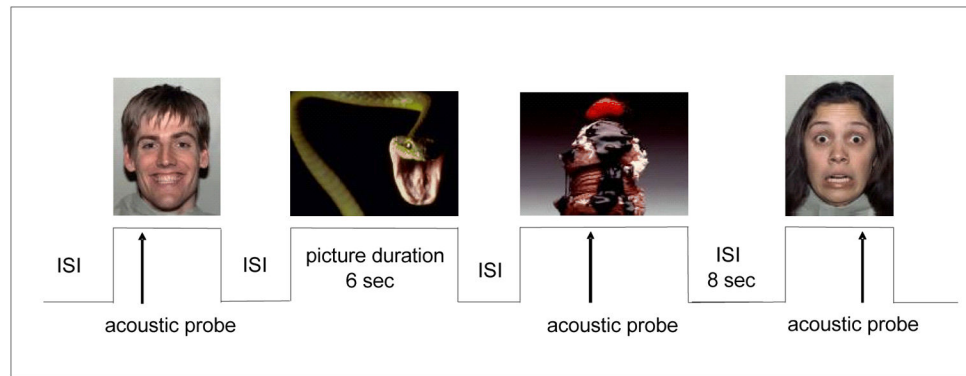 ISI
ISI
picture duration
6 sec
ISI
ISI
8 sec
acoustic probe
acoustic probe
acoustic probe